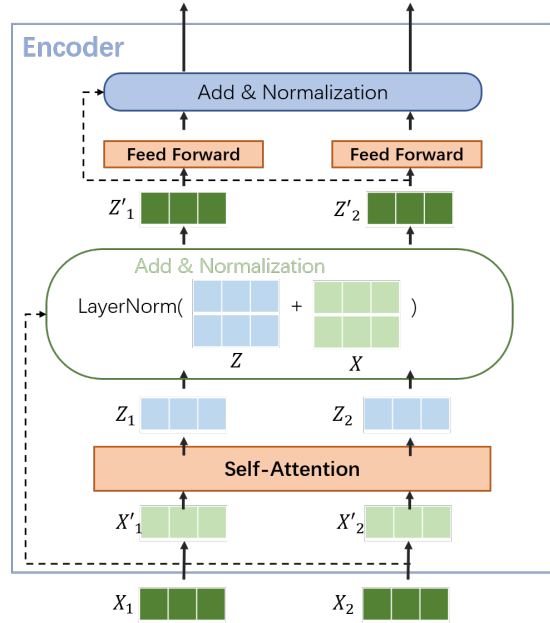 Encoder
Add & Normalization
Feed Forward Feed Forward
Z'₁ Z'₂
Add & Normalization
LayerNorm( + )
Z X
Z₁ Z₂
Self-Attention
X'₁ X'₂
X₁ X₂